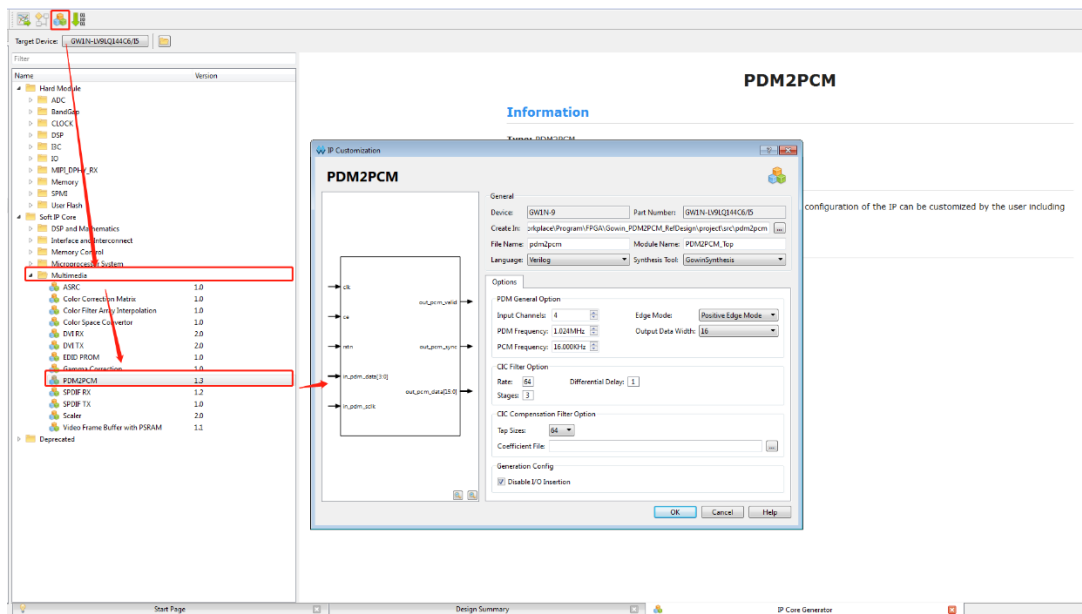 Target Device: GW1N-LV9LQ144C6/I5
Filter
Name Version
Hard Module
ADC
BandGap
CLOCK
DSP
I3C
IO
MIPI_DPHY_RX
Memory
SPMI
User Flash
Soft IP Core
DSP and Mathematics
Interface and Interconnect
Memory Control
Microprocessor System
Multimedia
ASRC 1.0
Color Correction Matrix 1.0
Color Filter Array Interpolation 1.0
Color Space Convertor 1.0
DVI RX 2.0
DVI TX 2.0
EDID PROM 1.0
Gamma Correction 1.0
PDM2PCM 1.3
SPDIF RX 1.2
SPDIF TX 1.0
Scaler 2.0
Video Frame Buffer with PSRAM 1.1
Deprecated
PDM2PCM
Information
Type: PDM2PCM
configuration of the IP can be customized by the user including
IP Customization
PDM2PCM
clk
ce
rstn
in_pdm_data[3:0]
in_pdm_sclk
out_pcm_valid
out_pcm_sync
out_pcm_data[15:0]
General
Device: GW1N-9 Part Number: GW1N-LV9LQ144C6/I5
Create In: orkplace\Program\FPGA\Gowin_PDM2PCM_RefDesign\project\src\pdm2pcm ...
File Name: pdm2pcm Module Name: PDM2PCM_Top
Language: Verilog Synthesis Tool: GowinSynthesis
Options
PDM General Option
Input Channels: 4 Edge Mode: Positive Edge Mode
PDM Frequency: 1.024MHz Output Data Width: 16
PCM Frequency: 16.000KHz
CIC Filter Option
Rate: 64 Differential Delay: 1
Stages: 3
CIC Compensation Filter Option
Tap Sizes: 64
Coefficient File: ...
Generation Config
Disable I/O Insertion
OK Cancel Help
Start Page Design Summary IP Core Generator